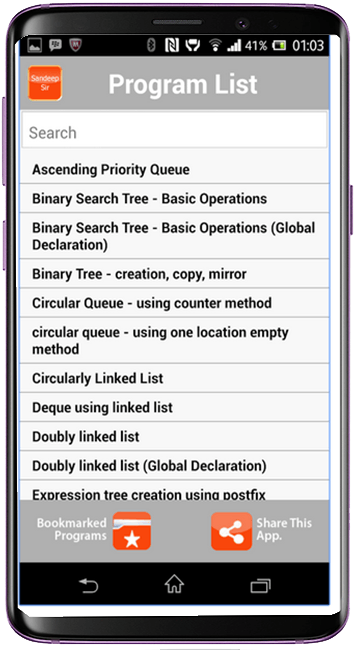 41% 01:03
Sandeep
Sir
Program List
Search
Ascending Priority Queue
Binary Search Tree - Basic Operations
Binary Search Tree - Basic Operations (Global
Declaration)
Binary Tree - creation, copy, mirror
Circular Queue - using counter method
circular queue - using one location empty
method
Circularly Linked List
Deque using linked list
Doubly linked list
Doubly linked list (Global Declaration)
Expression tree creation using postfix
Bookmarked
Programs
Share This
App.